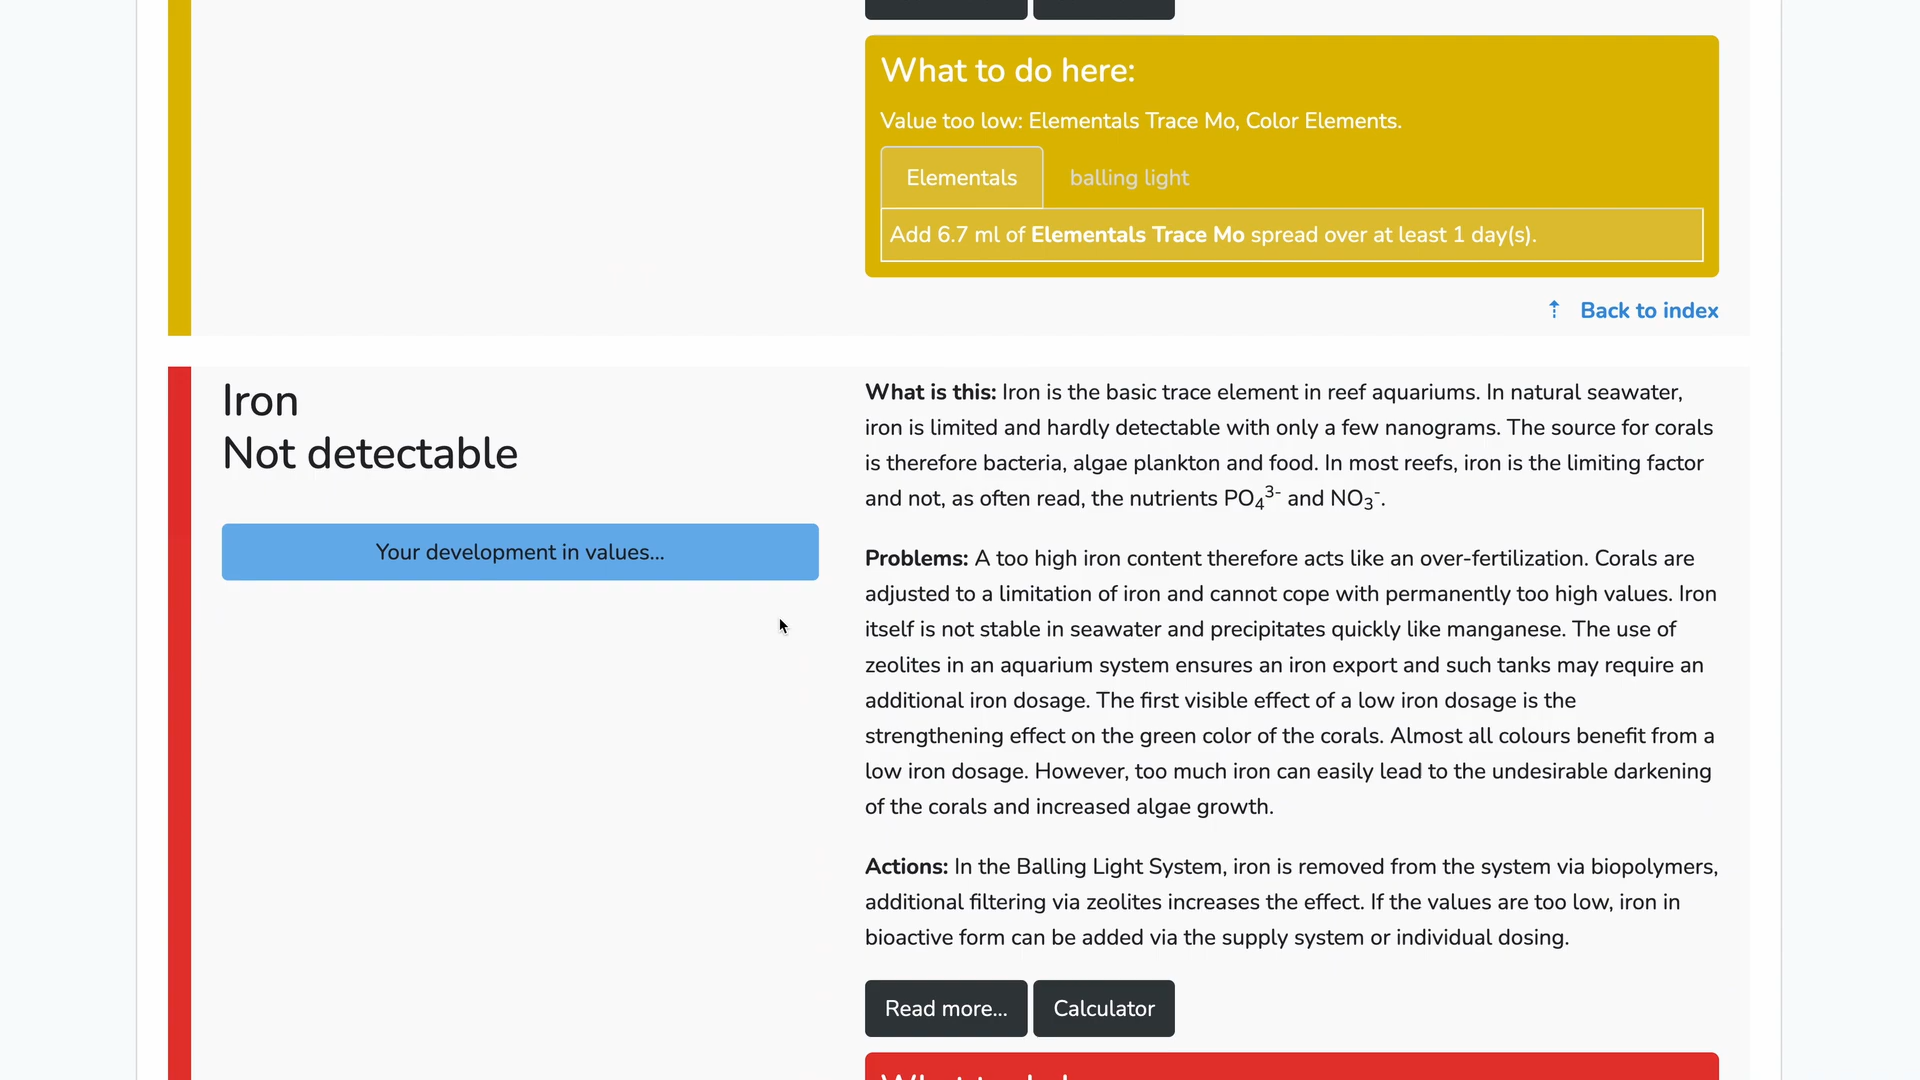 What to do here:
Value too low: Elementals Trace Mo, Color Elements.
Elementals
balling light
Add 6.7 ml of Elementals Trace Mo spread over at least 1 day(s).
⇡ Back to index
Iron
Not detectable
Your development in values...
What is this: Iron is the basic trace element in reef aquariums. In natural seawater,
iron is limited and hardly detectable with only a few nanograms. The source for corals
is therefore bacteria, algae plankton and food. In most reefs, iron is the limiting factor
and not, as often read, the nutrients PO₄³⁻ and NO₃⁻.
Problems: A too high iron content therefore acts like an over-fertilization. Corals are
adjusted to a limitation of iron and cannot cope with permanently too high values. Iron
itself is not stable in seawater and precipitates quickly like manganese. The use of
zeolites in an aquarium system ensures an iron export and such tanks may require an
additional iron dosage. The first visible effect of a low iron dosage is the
strengthening effect on the green color of the corals. Almost all colours benefit from a
low iron dosage. However, too much iron can easily lead to the undesirable darkening
of the corals and increased algae growth.
Actions: In the Balling Light System, iron is removed from the system via biopolymers,
additional filtering via zeolites increases the effect. If the values are too low, iron in
bioactive form can be added via the supply system or individual dosing.
Read more...
Calculator